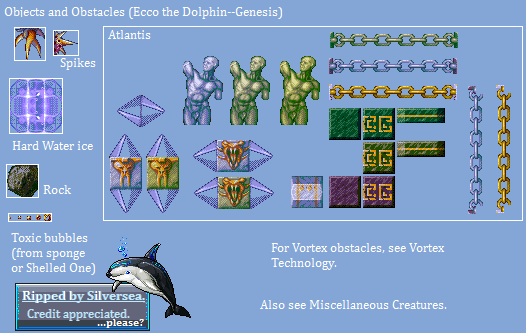 Objects and Obstacles (Ecco the Dolphin--Genesis)
Spikes
Atlantis
Hard Water ice
Rock
Toxic bubbles
(from sponge
or Shelled One)
For Vortex obstacles, see Vortex
Technology.
Also see Miscellaneous Creatures.
Ripped by Silversea.
Credit appreciated.
...please?